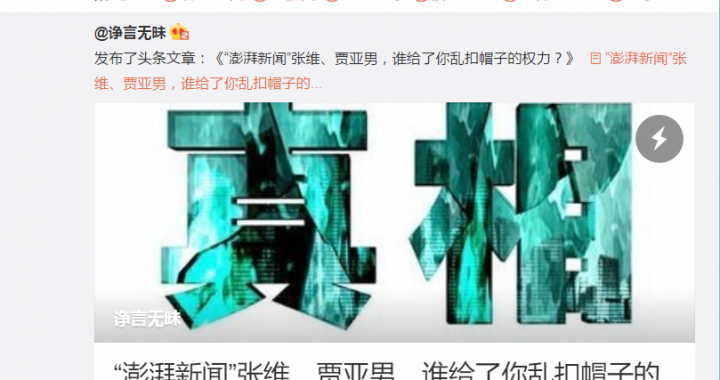 @诤言无昧
发布了头条文章：《“澎湃新闻”张维、贾亚男，谁给了你乱扣帽子的权力？》 “澎湃新闻”张
维、贾亚男，谁给了你乱扣帽子的...
真相
诤言无昧
“澎湃新闻”张维、贾亚男，谁给了你乱扣帽子的